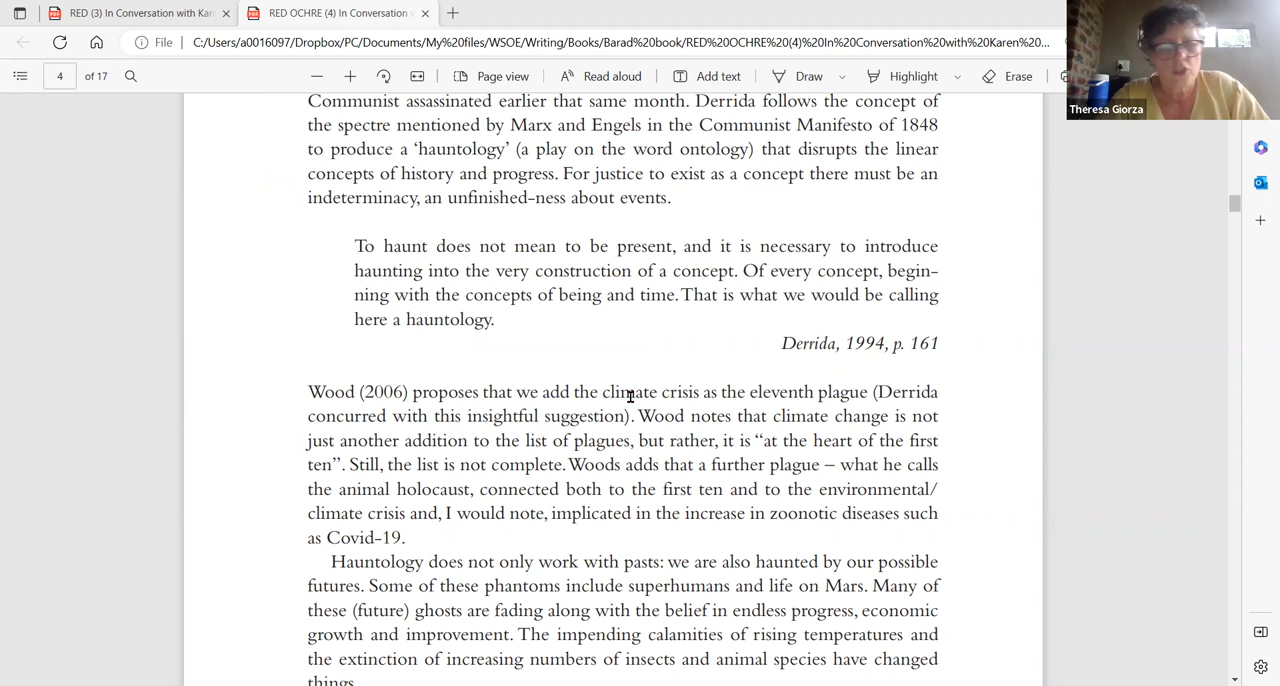 RED (3) In Conversation with Kar
RED OCHRE (4) In Conversation
File
C:/Users/a0016097/Dropbox/PC/Documents/My%20files/WSOE/Writing/Books/Barad%20book/RED%20OCHRE%20(4)%20In%20Conversation%20with%20Karen%20...
4 of 17
Page view
Read aloud
Add text
Draw
Highlight
Erase
Theresa Giorza
Communist assassinated earlier that same month. Derrida follows the concept of
the spectre mentioned by Marx and Engels in the Communist Manifesto of 1848
to produce a ‘hauntology’ (a play on the word ontology) that disrupts the linear
concepts of history and progress. For justice to exist as a concept there must be an
indeterminacy, an unfinished-ness about events.
To haunt does not mean to be present, and it is necessary to introduce
haunting into the very construction of a concept. Of every concept, begin-
ning with the concepts of being and time. That is what we would be calling
here a hauntology.
Derrida, 1994, p. 161
Wood (2006) proposes that we add the climate crisis as the eleventh plague (Derrida
concurred with this insightful suggestion). Wood notes that climate change is not
just another addition to the list of plagues, but rather, it is “at the heart of the first
ten”. Still, the list is not complete. Woods adds that a further plague – what he calls
the animal holocaust, connected both to the first ten and to the environmental/
climate crisis and, I would note, implicated in the increase in zoonotic diseases such
as Covid-19.
Hauntology does not only work with pasts: we are also haunted by our possible
futures. Some of these phantoms include superhumans and life on Mars. Many of
these (future) ghosts are fading along with the belief in endless progress, economic
growth and improvement. The impending calamities of rising temperatures and
the extinction of increasing numbers of insects and animal species have changed
things.